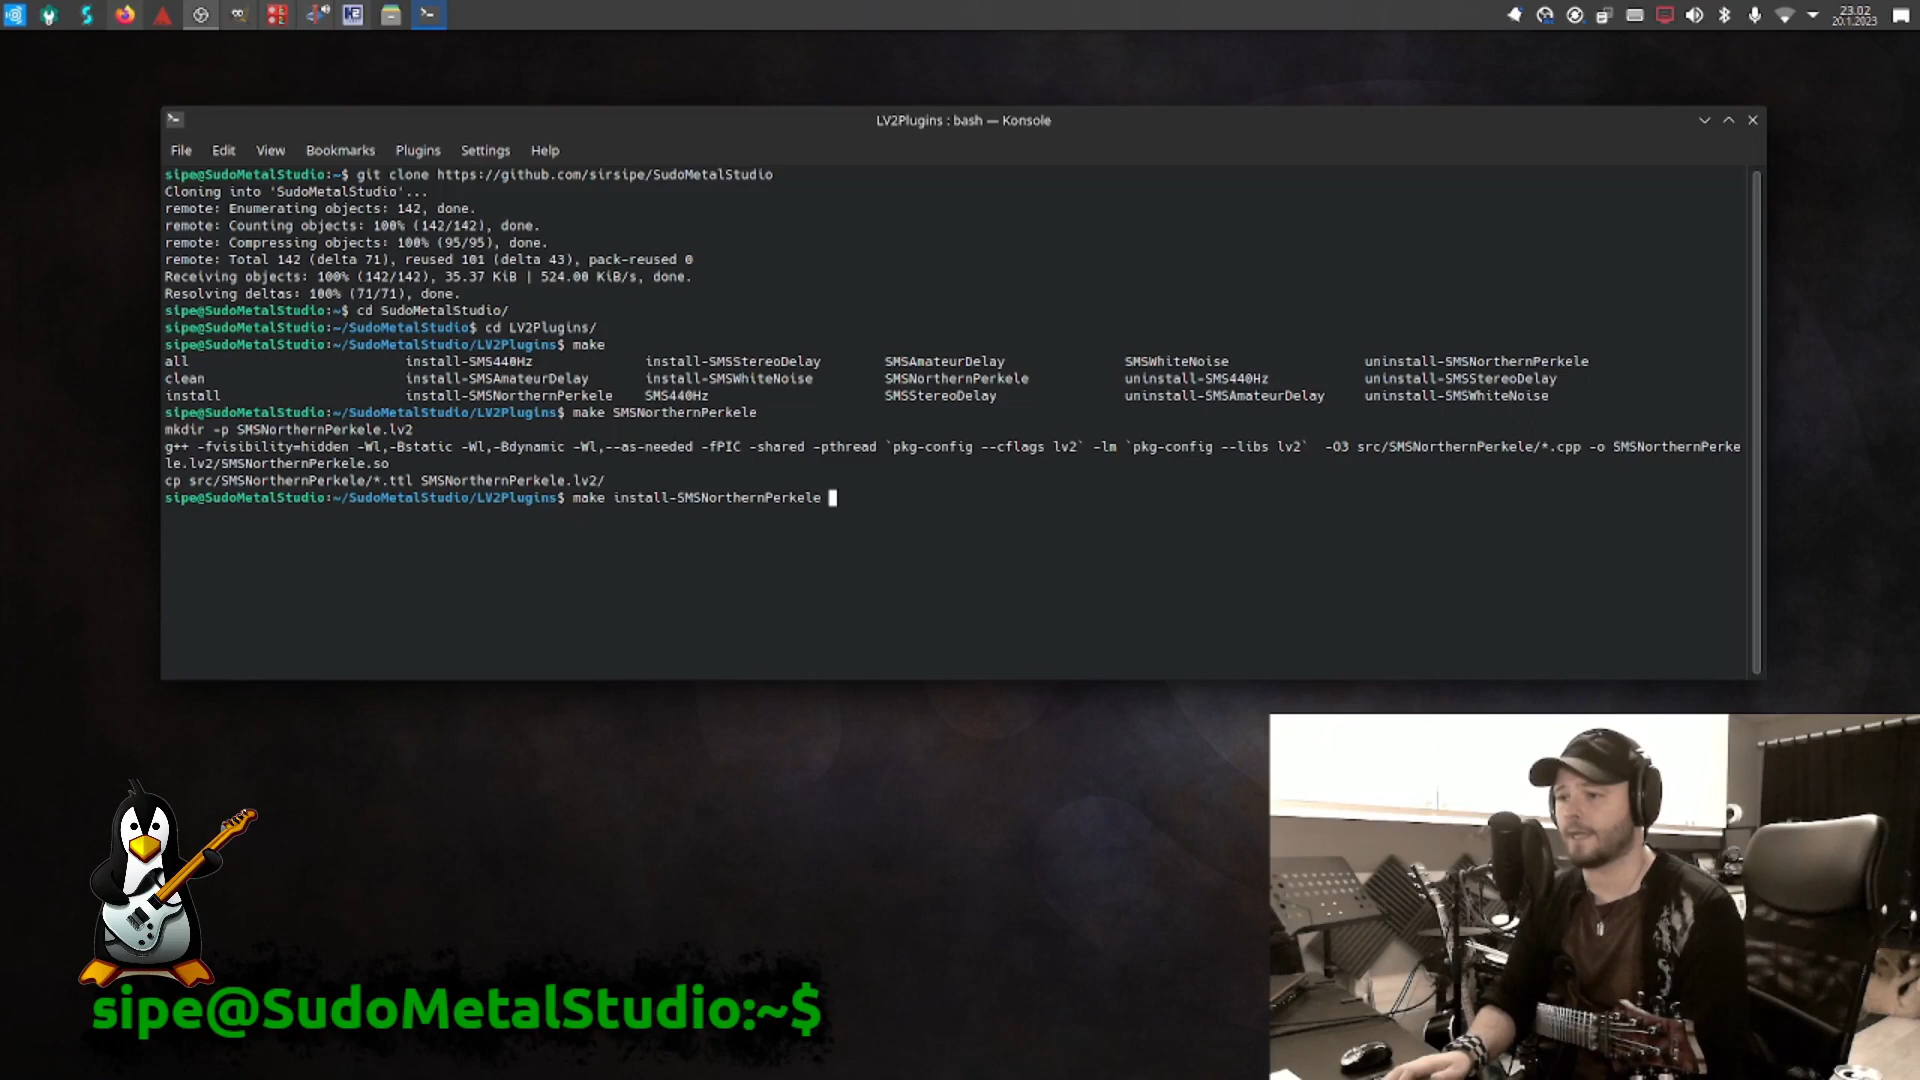 23.02
20.1.2023
LV2Plugins : bash — Konsole
File Edit View Bookmarks Plugins Settings Help
sipe@SudoMetalStudio:~$ git clone https://github.com/sirsipe/SudoMetalStudio
Cloning into 'SudoMetalStudio'...
remote: Enumerating objects: 142, done.
remote: Counting objects: 100% (142/142), done.
remote: Compressing objects: 100% (95/95), done.
remote: Total 142 (delta 71), reused 101 (delta 43), pack-reused 0
Receiving objects: 100% (142/142), 35.37 KiB | 524.00 KiB/s, done.
Resolving deltas: 100% (71/71), done.
sipe@SudoMetalStudio:~$ cd SudoMetalStudio/
sipe@SudoMetalStudio:~/SudoMetalStudio$ cd LV2Plugins/
sipe@SudoMetalStudio:~/SudoMetalStudio/LV2Plugins$ make
all install-SMS440Hz install-SMSStereoDelay SMSAmateurDelay SMSWhiteNoise uninstall-SMSNorthernPerkele
clean install-SMSAmateurDelay install-SMSWhiteNoise SMSNorthernPerkele uninstall-SMS440Hz uninstall-SMSStereoDelay
install install-SMSNorthernPerkele SMS440Hz SMSStereoDelay uninstall-SMSAmateurDelay uninstall-SMSWhiteNoise
sipe@SudoMetalStudio:~/SudoMetalStudio/LV2Plugins$ make SMSNorthernPerkele
mkdir -p SMSNorthernPerkele.lv2
g++ -fvisibility=hidden -Wl,-Bstatic -Wl,-Bdynamic -Wl,--as-needed -fPIC -shared -pthread `pkg-config --cflags lv2` -lm `pkg-config --libs lv2` -O3 src/SMSNorthernPerkele/*.cpp -o SMSNorthernPerke
le.lv2/SMSNorthernPerkele.so
cp src/SMSNorthernPerkele/*.ttl SMSNorthernPerkele.lv2/
sipe@SudoMetalStudio:~/SudoMetalStudio/LV2Plugins$ make install-SMSNorthernPerkele
sipe@SudoMetalStudio:~$